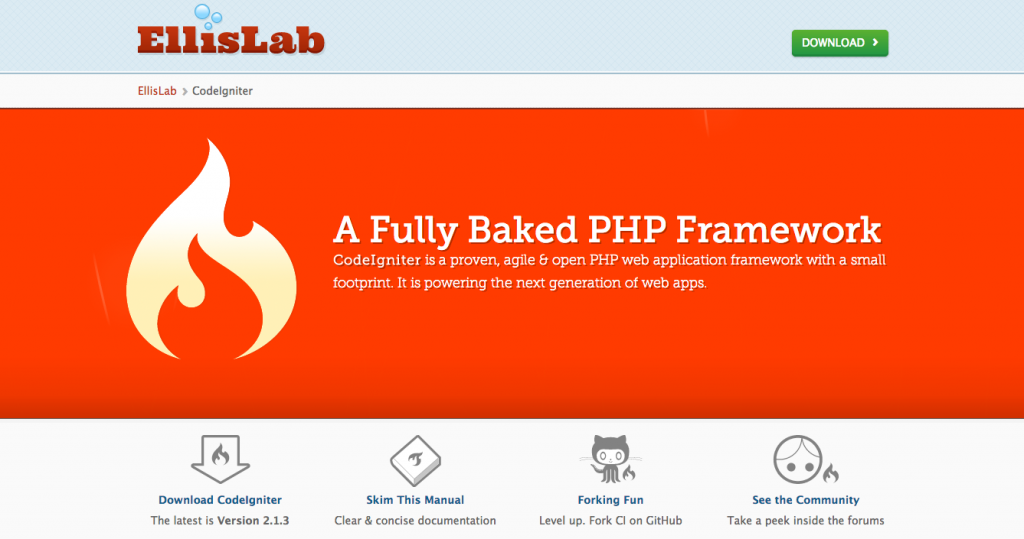 EllisLab
DOWNLOAD
EllisLab CodeIgniter
A Fully Baked PHP Framework
CodeIgniter is a proven, agile & open PHP web application framework with a small
footprint. It is powering the next generation of web apps.
Download CodeIgniter
The latest is Version 2.1.3
Skim This Manual
Clear & concise documentation
Forking Fun
Level up. Fork CI on GitHub
See the Community
Take a peek inside the forums